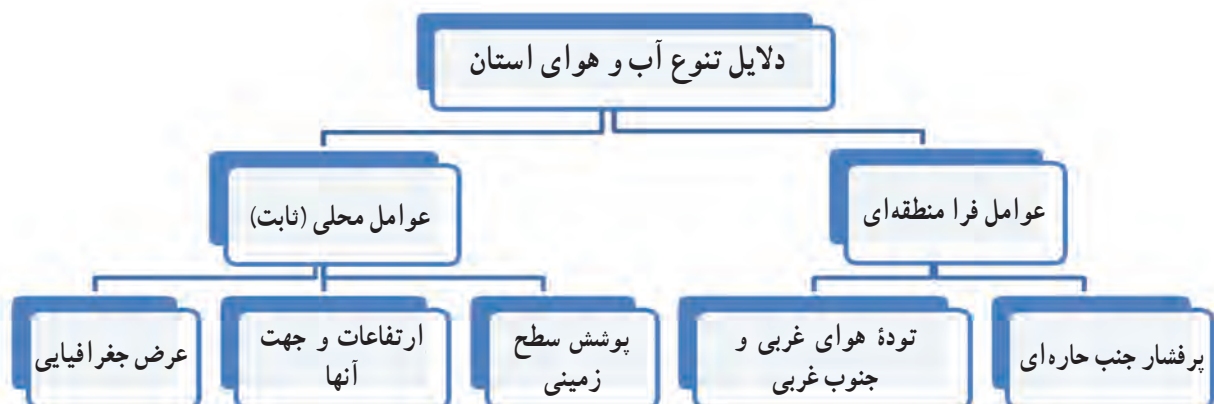 دلایل تنوع آب و هوای استان
عوامل فرا منطقه‌ای
عوامل محلی (ثابت)
پرفشار جنب حاره‌ای
تودهٔ هوای غربی و
جنوب غربی
پوشش سطح
زمینی
ارتفاعات و جهت
آنها
عرض جغرافیایی